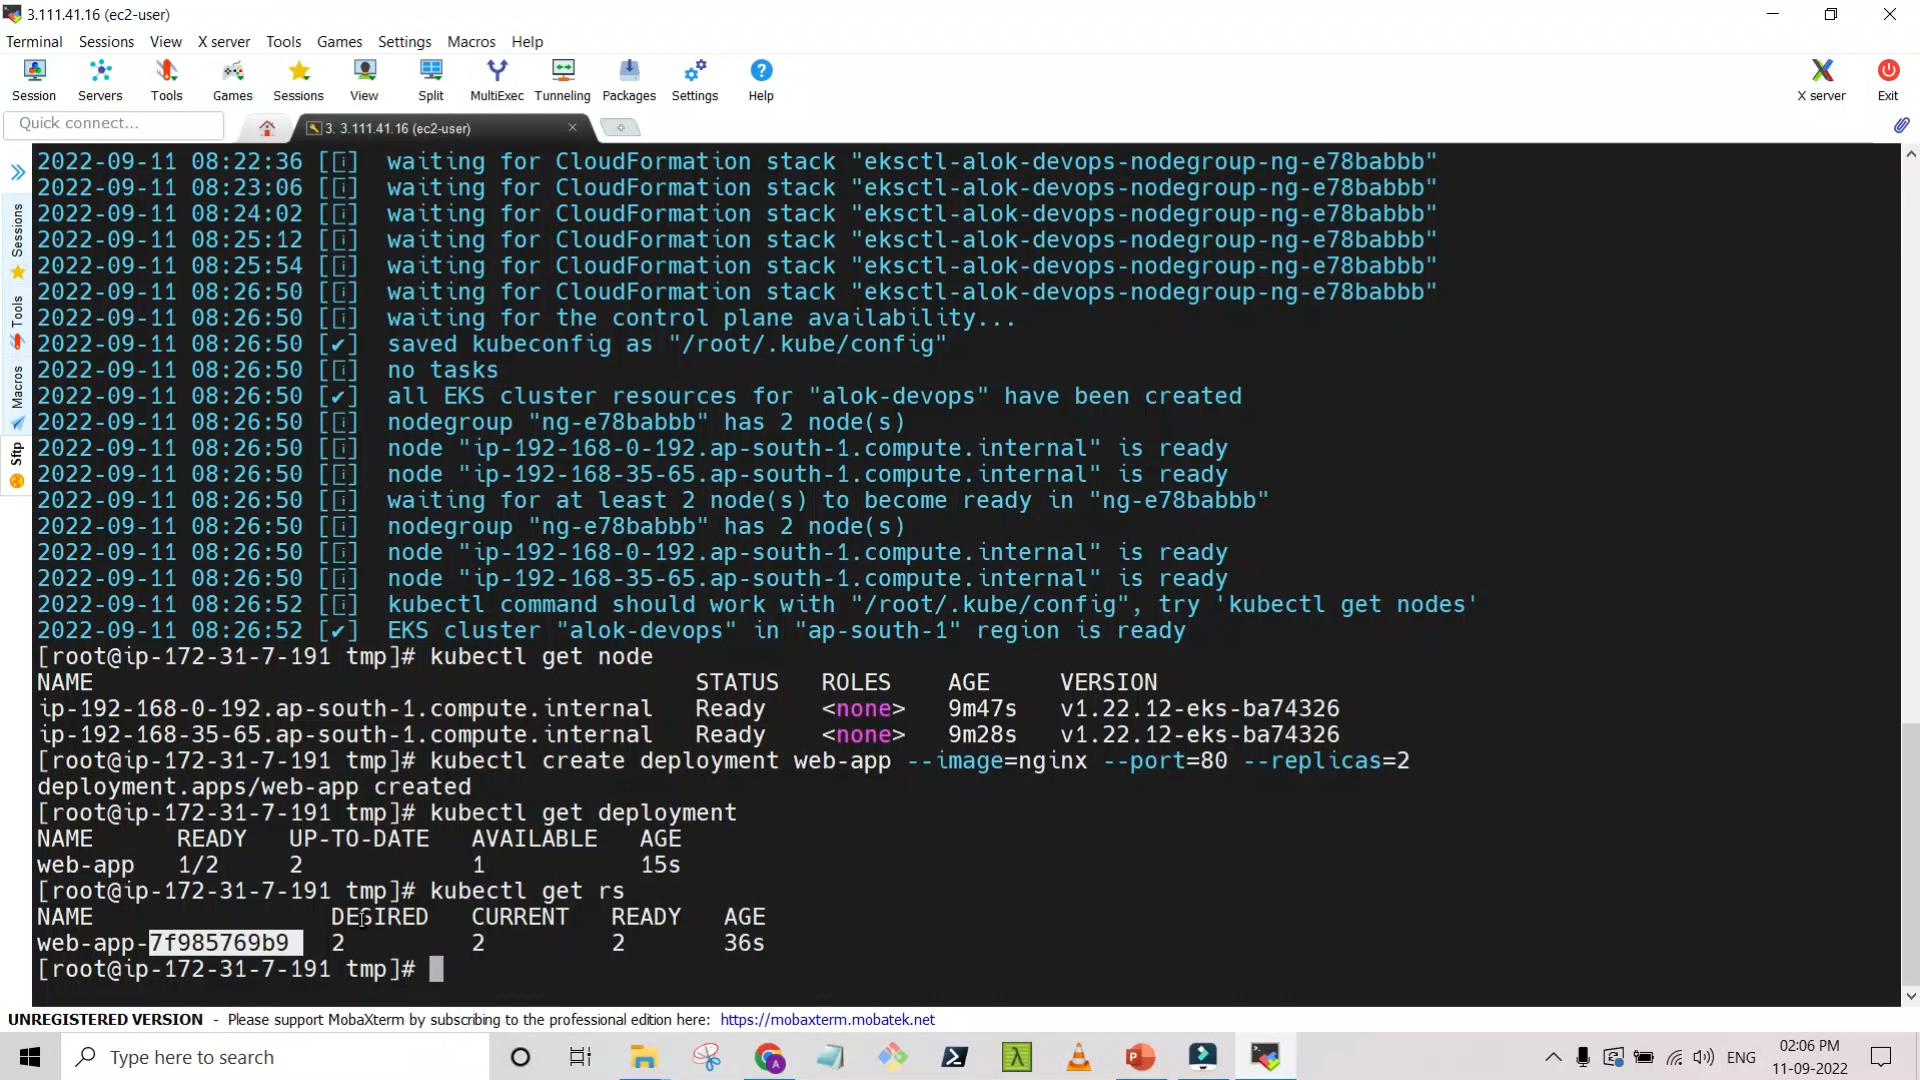 3.111.41.16 (ec2-user)
Terminal Sessions View X server Tools Games Settings Macros Help
Session Servers Tools Games Sessions View Split MultiExec Tunneling Packages Settings Help X server Exit
Quick connect...
3. 3.111.41.16 (ec2-user)
Sessions
Tools
Macros
Sftp
2022-09-11 08:22:36 [i] waiting for CloudFormation stack "eksctl-alok-devops-nodegroup-ng-e78babbb"
2022-09-11 08:23:06 [i] waiting for CloudFormation stack "eksctl-alok-devops-nodegroup-ng-e78babbb"
2022-09-11 08:24:02 [i] waiting for CloudFormation stack "eksctl-alok-devops-nodegroup-ng-e78babbb"
2022-09-11 08:25:12 [i] waiting for CloudFormation stack "eksctl-alok-devops-nodegroup-ng-e78babbb"
2022-09-11 08:25:54 [i] waiting for CloudFormation stack "eksctl-alok-devops-nodegroup-ng-e78babbb"
2022-09-11 08:26:50 [i] waiting for CloudFormation stack "eksctl-alok-devops-nodegroup-ng-e78babbb"
2022-09-11 08:26:50 [i] waiting for the control plane availability...
2022-09-11 08:26:50 [✔] saved kubeconfig as "/root/.kube/config"
2022-09-11 08:26:50 [i] no tasks
2022-09-11 08:26:50 [✔] all EKS cluster resources for "alok-devops" have been created
2022-09-11 08:26:50 [i] nodegroup "ng-e78babbb" has 2 node(s)
2022-09-11 08:26:50 [i] node "ip-192-168-0-192.ap-south-1.compute.internal" is ready
2022-09-11 08:26:50 [i] node "ip-192-168-35-65.ap-south-1.compute.internal" is ready
2022-09-11 08:26:50 [i] waiting for at least 2 node(s) to become ready in "ng-e78babbb"
2022-09-11 08:26:50 [i] nodegroup "ng-e78babbb" has 2 node(s)
2022-09-11 08:26:50 [i] node "ip-192-168-0-192.ap-south-1.compute.internal" is ready
2022-09-11 08:26:50 [i] node "ip-192-168-35-65.ap-south-1.compute.internal" is ready
2022-09-11 08:26:52 [i] kubectl command should work with "/root/.kube/config", try 'kubectl get nodes'
2022-09-11 08:26:52 [✔] EKS cluster "alok-devops" in "ap-south-1" region is ready
[root@ip-172-31-7-191 tmp]# kubectl get node
NAME STATUS ROLES AGE VERSION
ip-192-168-0-192.ap-south-1.compute.internal Ready <none> 9m47s v1.22.12-eks-ba74326
ip-192-168-35-65.ap-south-1.compute.internal Ready <none> 9m28s v1.22.12-eks-ba74326
[root@ip-172-31-7-191 tmp]# kubectl create deployment web-app --image=nginx --port=80 --replicas=2
deployment.apps/web-app created
[root@ip-172-31-7-191 tmp]# kubectl get deployment
NAME READY UP-TO-DATE AVAILABLE AGE
web-app 1/2 2 1 15s
[root@ip-172-31-7-191 tmp]# kubectl get rs
NAME DESIRED CURRENT READY AGE
web-app-7f985769b9 2 2 2 36s
[root@ip-172-31-7-191 tmp]#
UNREGISTERED VERSION - Please support MobaXterm by subscribing to the professional edition here: https://mobaxterm.mobatek.net
Type here to search
ENG
02:06 PM
11-09-2022